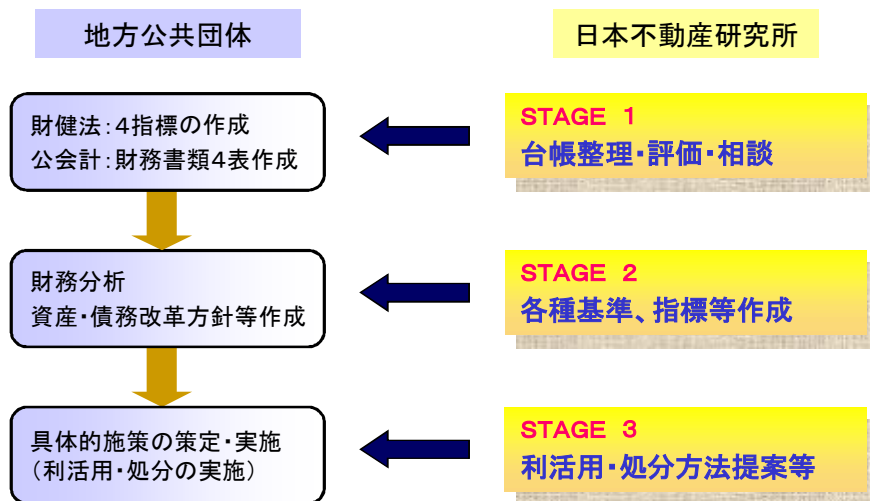 地方公共団体
日本不動産研究所
財健法：4指標の作成
公会計：財務書類4表作成
STAGE 1
台帳整理・評価・相談
財務分析
資産・債務改革方針等作成
STAGE 2
各種基準、指標等作成
具体的施策の策定・実施
（利活用・処分の実施）
STAGE 3
利活用・処分方法提案等